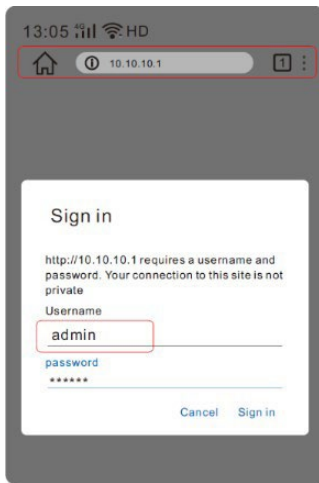 13:05 4G HD
10.10.10.1 1
Sign in
http://10.10.10.1 requires a username and
password. Your connection to this site is not
private
Username
admin
password
******
Cancel Sign in